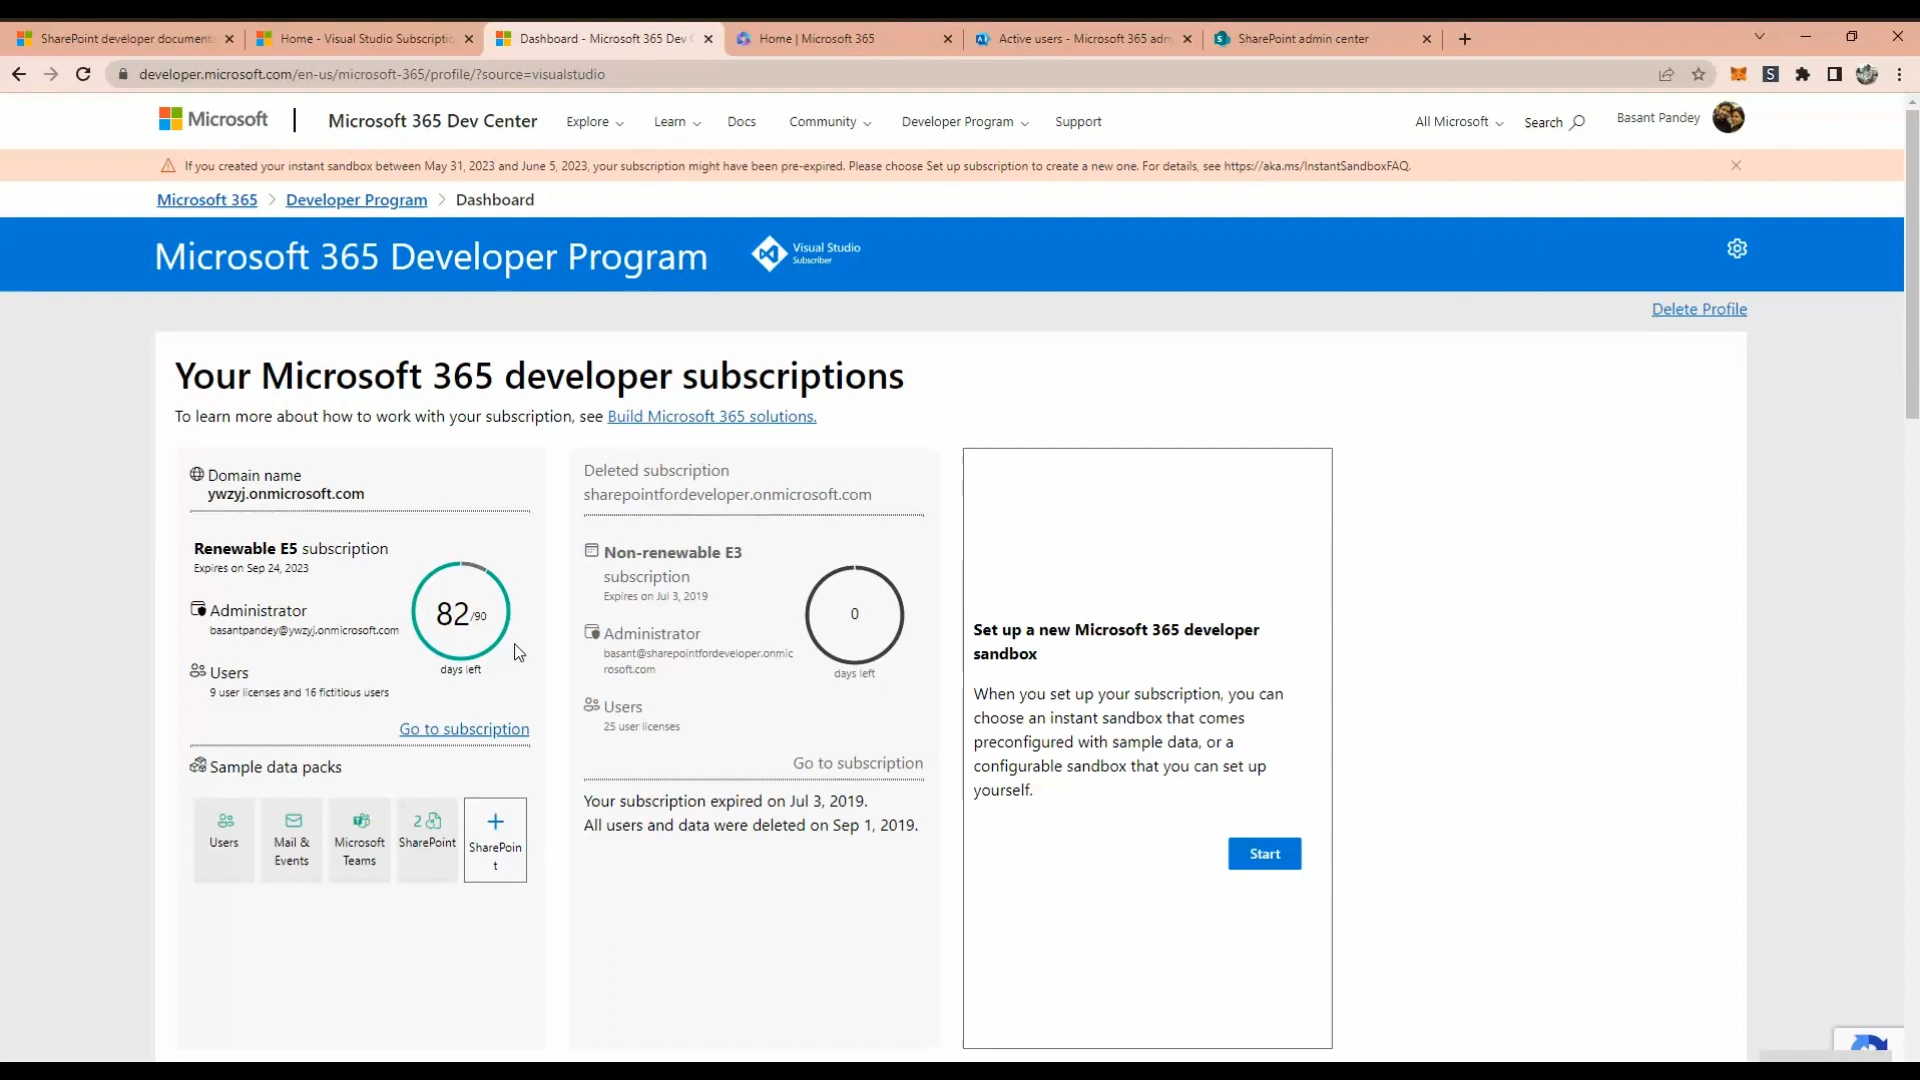 SharePoint developer document
Home - Visual Studio Subscripti
Dashboard - Microsoft 365 Dev C
Home | Microsoft 365
Active users - Microsoft 365 adm
SharePoint admin center
developer.microsoft.com/en-us/microsoft-365/profile/?source=visualstudio
Microsoft
Microsoft 365 Dev Center
Explore
Learn
Docs
Community
Developer Program
Support
All Microsoft
Search
Basant Pandey
If you created your instant sandbox between May 31, 2023 and June 5, 2023, your subscription might have been pre-expired. Please choose Set up subscription to create a new one. For details, see https://aka.ms/InstantSandboxFAQ.
Microsoft 365 > Developer Program > Dashboard
Microsoft 365 Developer Program
Visual Studio
Subscriber
Delete Profile
Your Microsoft 365 developer subscriptions
To learn more about how to work with your subscription, see Build Microsoft 365 solutions.
Domain name
ywzyj.onmicrosoft.com
Renewable E5 subscription
Expires on Sep 24, 2023
Administrator
basantpandey@ywzyj.onmicrosoft.com
82/90
days left
Users
9 user licenses and 16 fictitious users
Go to subscription
Sample data packs
Users
Mail &
Events
Microsoft
Teams
2
SharePoint
SharePoin
t
Deleted subscription
sharepointfordeveloper.onmicrosoft.com
Non-renewable E3
subscription
Expires on Jul 3, 2019
Administrator
basant@sharepointfordeveloper.onmic
rosoft.com
0
days left
Users
25 user licenses
Go to subscription
Your subscription expired on Jul 3, 2019.
All users and data were deleted on Sep 1, 2019.
Set up a new Microsoft 365 developer
sandbox
When you set up your subscription, you can
choose an instant sandbox that comes
preconfigured with sample data, or a
configurable sandbox that you can set up
yourself.
Start